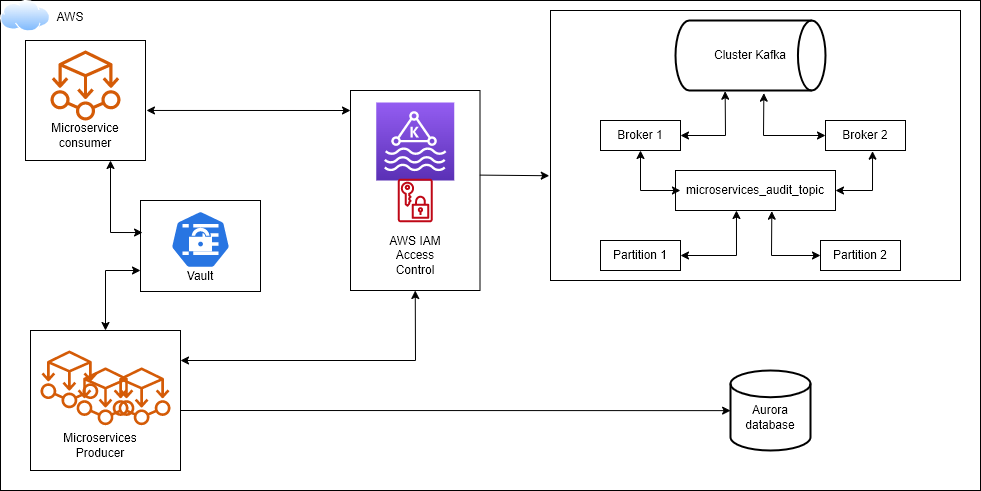 AWS
Microservice
consumer
K
AWS IAM
Access
Control
Cluster Kafka
Broker 1
Broker 2
microservices_audit_topic
Partition 1
Partition 2
Vault
Microservices
Producer
Aurora
database